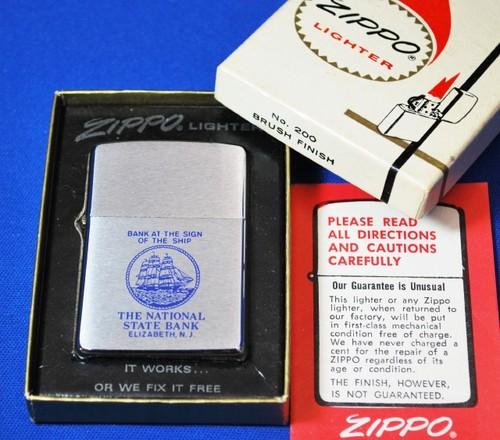 ZIPPO®
LIGHTER
No. 200
BRUSH FINISH
ZIPPO® LIGHTER
BANK AT THE SIGN
OF THE SHIP
THE NATIONAL
STATE BANK
ELIZABETH, N. J.
IT WORKS...
OR WE FIX IT FREE
PLEASE READ
ALL DIRECTIONS
AND CAUTIONS
CAREFULLY
Our Guarantee is Unusual
This lighter or any Zippo
lighter, when returned to
our factory, will be put
in first-class mechanical
condition free of charge.
We have never charged a
cent for the repair of a
ZIPPO regardless of its
age or condition.
THE FINISH, HOWEVER,
IS NOT GUARANTEED.
ZIPPO®